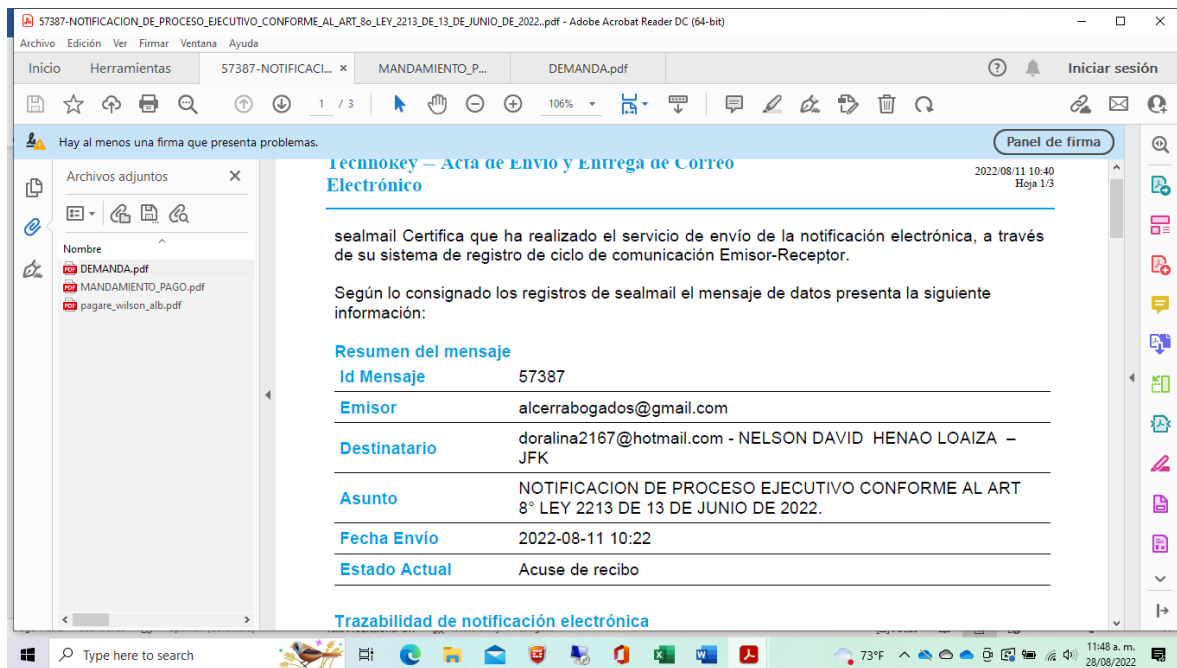 57387-NOTIFICACION_DE_PROCESO_EJECUTIVO_CONFORME_AL_ART_8o_LEY_2213_DE_13_DE_JUNIO_DE_2022..pdf - Adobe Acrobat Reader DC (64-bit)
Archivo Edición Ver Firmar Ventana Ayuda
Inicio Herramientas 57387-NOTIFICACI... × MANDAMIENTO_P... DEMANDA.pdf Iniciar sesión
1 / 3 106%
Hay al menos una firma que presenta problemas. Panel de firma
Archivos adjuntos
Nombre
DEMANDA.pdf
MANDAMIENTO_PAGO.pdf
pagare_wilson_alb.pdf
Technokey -- Acta de Envío y Entrega de Correo
Electrónico
2022/08/11 10:40
Hoja 1/3
sealmail Certifica que ha realizado el servicio de envío de la notificación electrónica, a través
de su sistema de registro de ciclo de comunicación Emisor-Receptor.
Según lo consignado los registros de sealmail el mensaje de datos presenta la siguiente
información:
Resumen del mensaje
Id Mensaje 57387
Emisor alcerrabogados@gmail.com
Destinatario doralina2167@hotmail.com - NELSON DAVID HENAO LOAIZA –
JFK
Asunto NOTIFICACION DE PROCESO EJECUTIVO CONFORME AL ART
8° LEY 2213 DE 13 DE JUNIO DE 2022.
Fecha Envío 2022-08-11 10:22
Estado Actual Acuse de recibo
Trazabilidad de notificación electrónica
Type here to search 73°F 11:48 a. m.
28/08/2022